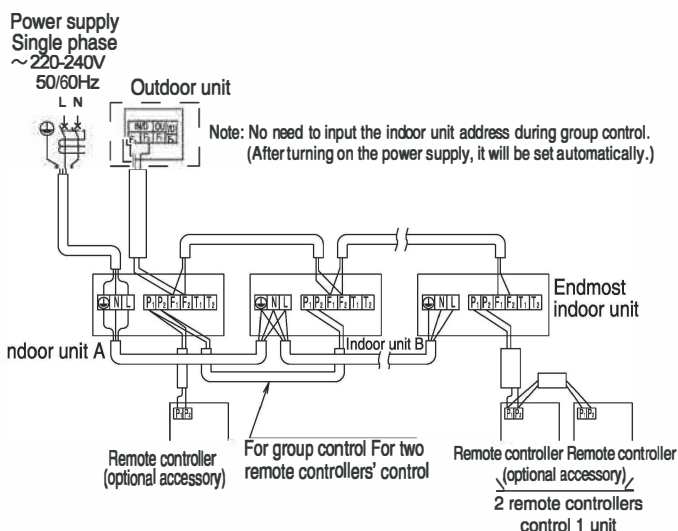 Power supply
Single phase
~220-240V
50/60Hz
L N
Outdoor unit
Note: No need to input the indoor unit address during group control.
(After turning on the power supply, it will be set automatically.)
N L P₁ P₂ F₁ F₂ T₁ T₂
N L P₁ P₂ F₁ F₂ T₁ T₂
N L P₁ P₂ F₁ F₂ T₁ T₂
Endmost
indoor unit
ndoor unit A
Indoor unit B
P₁ P₂
P₁ P₂
P₁ P₂
Remote controller
(optional accessory)
For group control For two
remote controllers' control
Remote controller Remote controller
(optional accessory)
2 remote controllers
control 1 unit